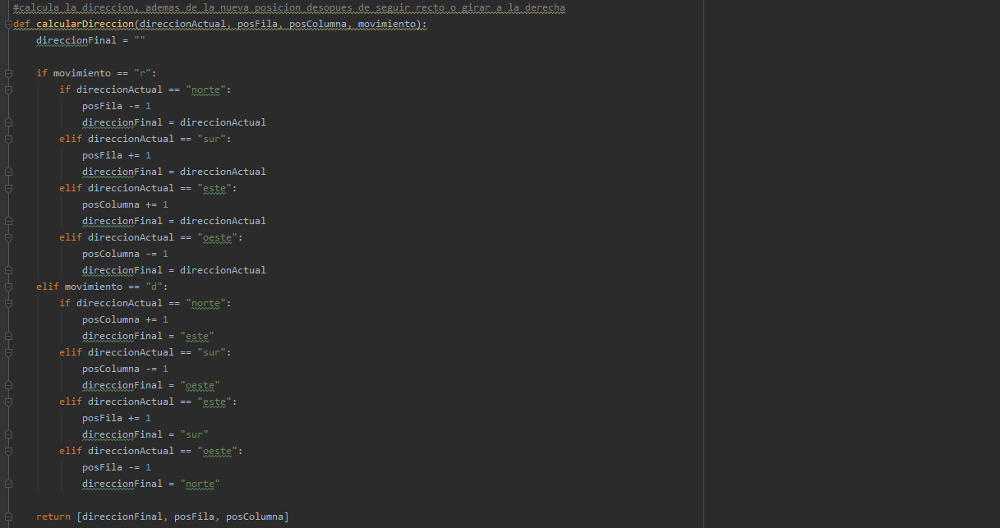 #calcula la direccion, ademas de la nueva posicion desopues de seguir recto o girar a la derecha
def calcularDireccion(direccionActual, posFila, posColumna, movimiento):
    direccionFinal = ""

    if movimiento == "r":
        if direccionActual == "norte":
            posFila -= 1
            direccionFinal = direccionActual
        elif direccionActual == "sur":
            posFila += 1
            direccionFinal = direccionActual
        elif direccionActual == "este":
            posColumna += 1
            direccionFinal = direccionActual
        elif direccionActual == "oeste":
            posColumna -= 1
            direccionFinal = direccionActual
    elif movimiento == "d":
        if direccionActual == "norte":
            posColumna += 1
            direccionFinal = "este"
        elif direccionActual == "sur":
            posColumna -= 1
            direccionFinal = "oeste"
        elif direccionActual == "este":
            posFila += 1
            direccionFinal = "sur"
        elif direccionActual == "oeste":
            posFila -= 1
            direccionFinal = "norte"

    return [direccionFinal, posFila, posColumna]